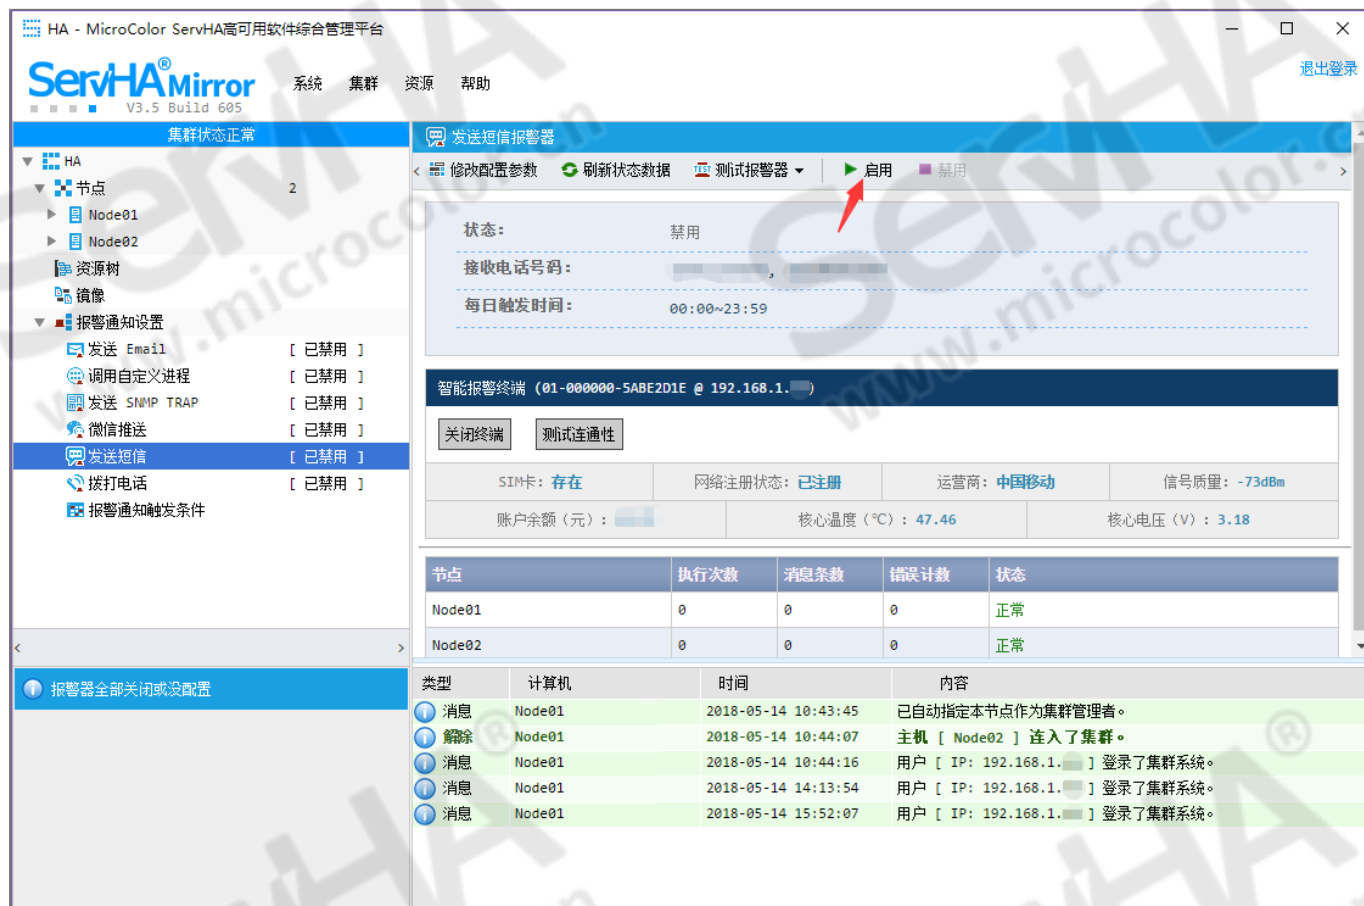 HA - MicroColor ServHA高可用软件综合管理平台
ServHA® Mirror
V3.5 Build 605
系统 集群 资源 帮助
退出登录
集群状态正常
HA
节点 2
Node01
Node02
资源树
镜像
报警通知设置
发送 Email [ 已禁用 ]
调用自定义进程 [ 已禁用 ]
发送 SNMP TRAP [ 已禁用 ]
微信推送 [ 已禁用 ]
发送短信 [ 已禁用 ]
拨打电话 [ 已禁用 ]
报警通知触发条件
报警器全部关闭或没配置
发送短信报警器
修改配置参数 刷新状态数据 TEST 测试报警器 启用 禁用
状态: 禁用
接收电话号码: ,
每日触发时间: 00:00~23:59
智能报警终端 (01-000000-5ABE2D1E @ 192.168.1. )
关闭终端 测试连通性
SIM卡: 存在 网络注册状态: 已注册 运营商: 中国移动 信号质量: -73dBm
账户余额 (元) : 核心温度 (℃) : 47.46 核心电压 (V) : 3.18
节点 执行次数 消息条数 错误计数 状态
Node01 0 0 0 正常
Node02 0 0 0 正常
类型 计算机 时间 内容
消息 Node01 2018-05-14 10:43:45 已自动指定本节点作为集群管理者。
解除 Node01 2018-05-14 10:44:07 主机 [ Node02 ] 连入了集群。
消息 Node01 2018-05-14 10:44:16 用户 [ IP: 192.168.1. ] 登录了集群系统。
消息 Node01 2018-05-14 14:13:54 用户 [ IP: 192.168.1. ] 登录了集群系统。
消息 Node01 2018-05-14 15:52:07 用户 [ IP: 192.168.1. ] 登录了集群系统。
ServHA®
www.microcolor.cn